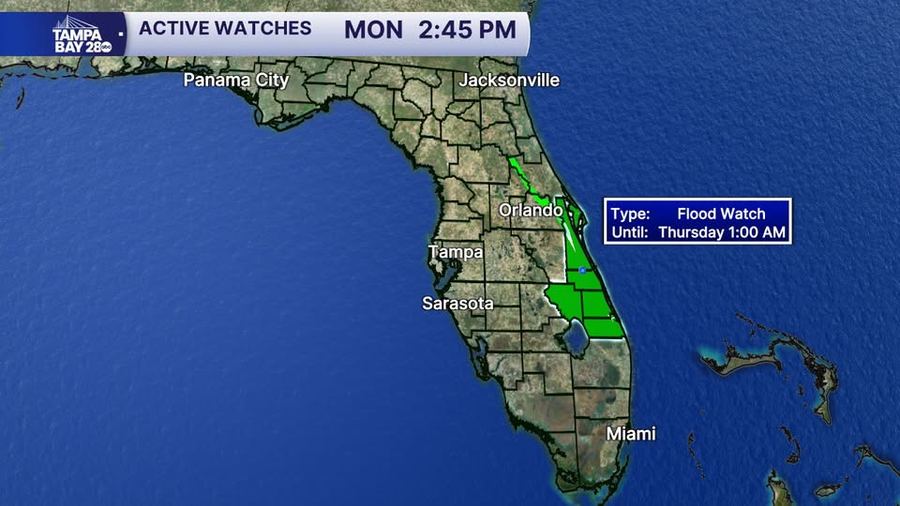 TAMPA
BAY 28 abc
ACTIVE WATCHES
MON 2:45 PM
Panama City
Jacksonville
Orlando
Type: Flood Watch
Until: Thursday 1:00 AM
Tampa
Sarasota
Miami